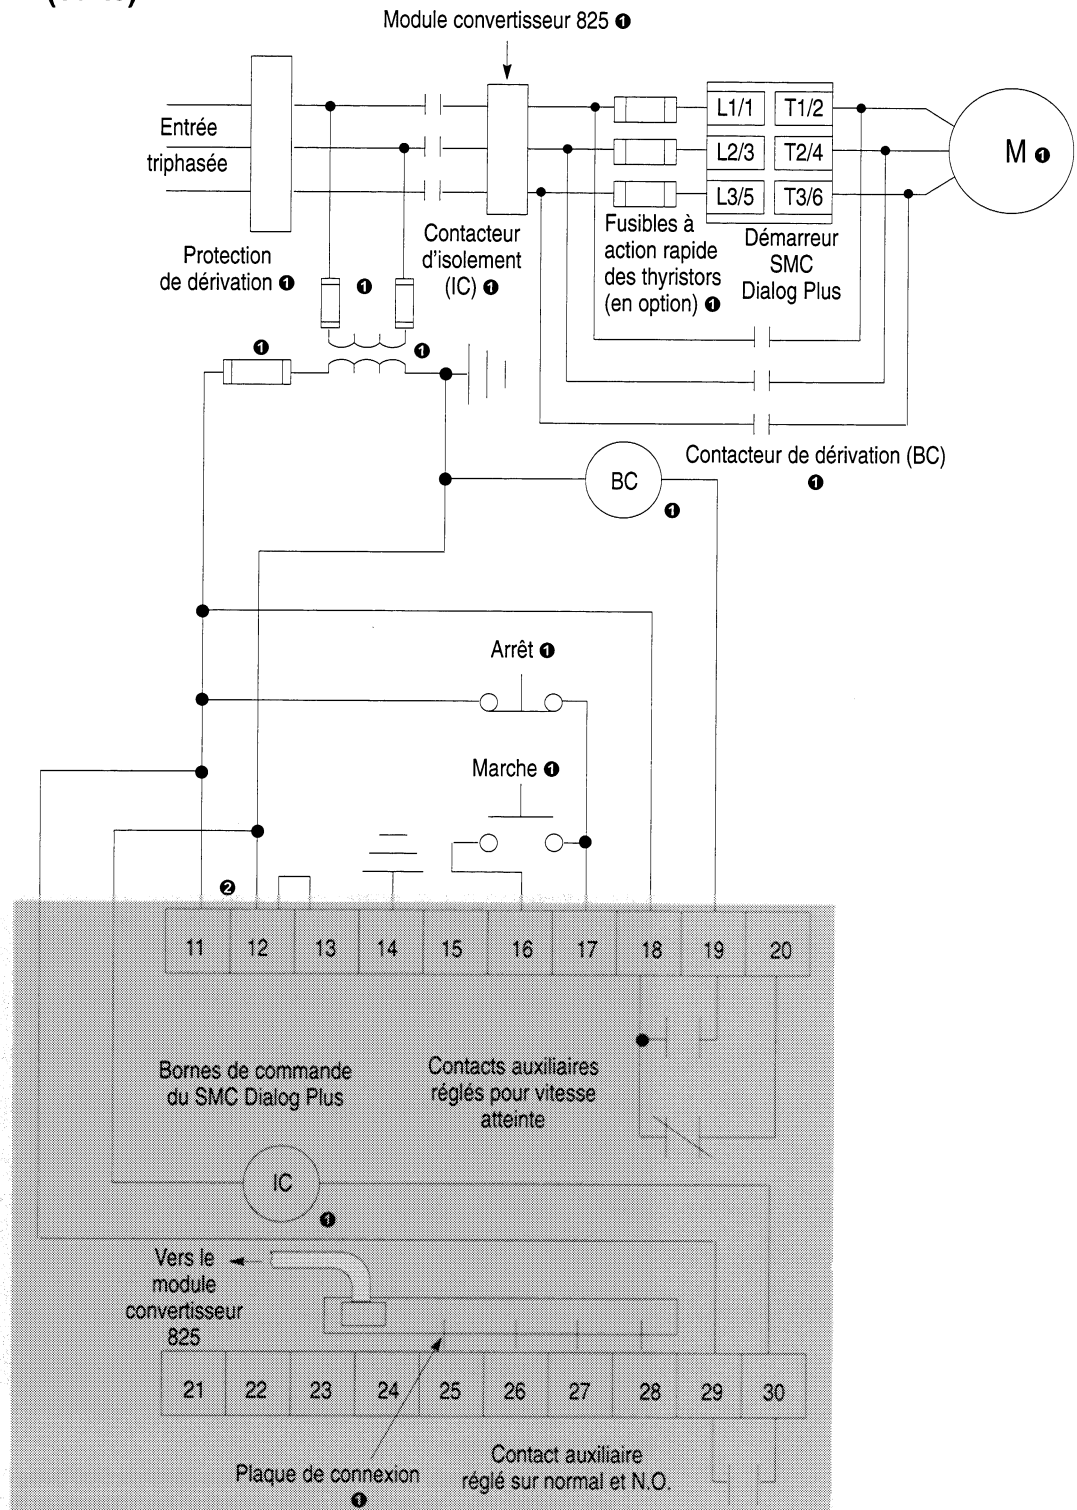 Module convertisseur 825 ❶
Entrée
triphasée
L1/1 T1/2
L2/3 T2/4
L3/5 T3/6
M ❶
Protection
de dérivation ❶
❶
Contacteur
d'isolement
(IC) ❶
Fusibles à
action rapide
des thyristors
(en option) ❶
Démarreur
SMC
Dialog Plus
❶
❶
Contacteur de dérivation (BC)
❶
BC
❶
Arrêt ❶
Marche ❶
❷
11 12 13 14 15 16 17 18 19 20
Bornes de commande
du SMC Dialog Plus
Contacts auxiliaires
réglés pour vitesse
atteinte
IC
❶
Vers le
module
convertisseur
825
21 22 23 24 25 26 27 28 29 30
Plaque de connexion
❶
Contact auxiliaire
réglé sur normal et N.O.